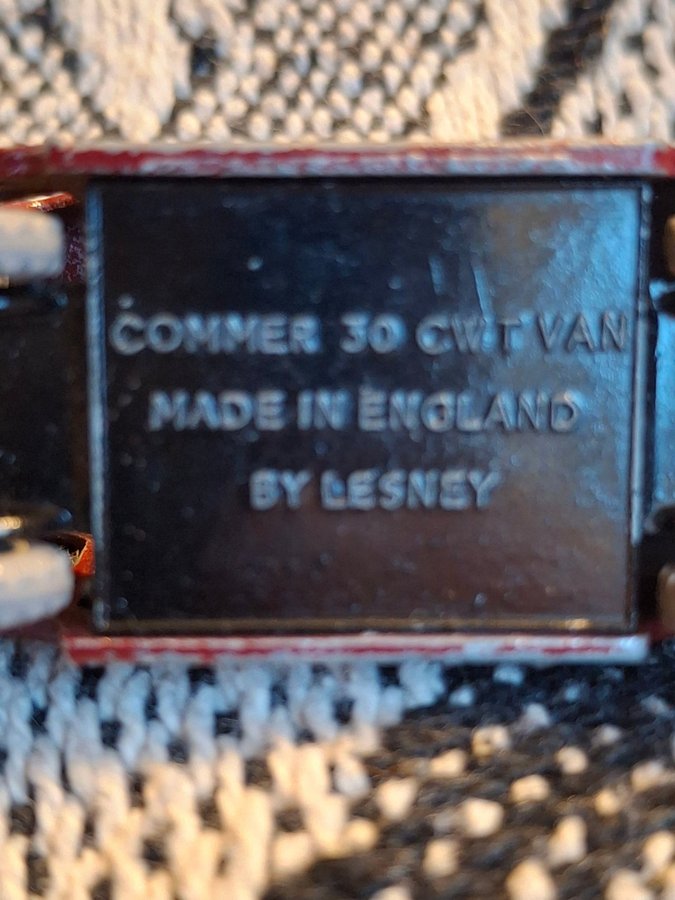 COMMER 30 CWT VAN
MADE IN ENGLAND
BY LESNEY